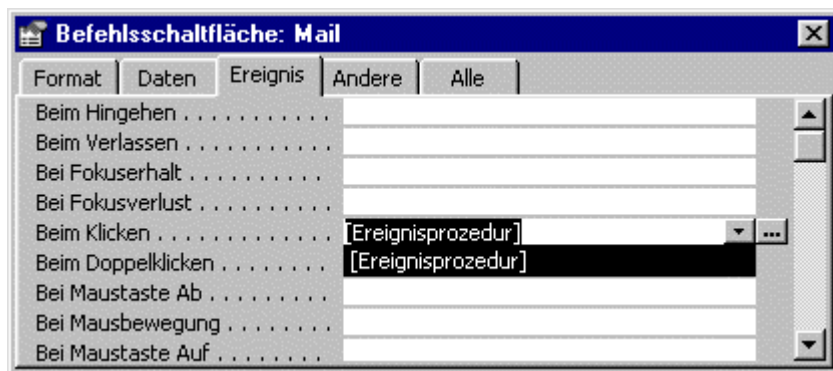 Befehlsschaltfläche: Mail
Format Daten Ereignis Andere Alle
Beim Hingehen . . . . . . . . . . .
Beim Verlassen . . . . . . . . . . .
Bei Fokuserhalt . . . . . . . . . .
Bei Fokusverlust . . . . . . . . . .
Beim Klicken . . . . . . . . . . . . . [Ereignisprozedur] ...
Beim Doppelklicken . . . . . . . [Ereignisprozedur]
Bei Maustaste Ab . . . . . . . . .
Bei Mausbewegung . . . . . . .
Bei Maustaste Auf . . . . . . . .